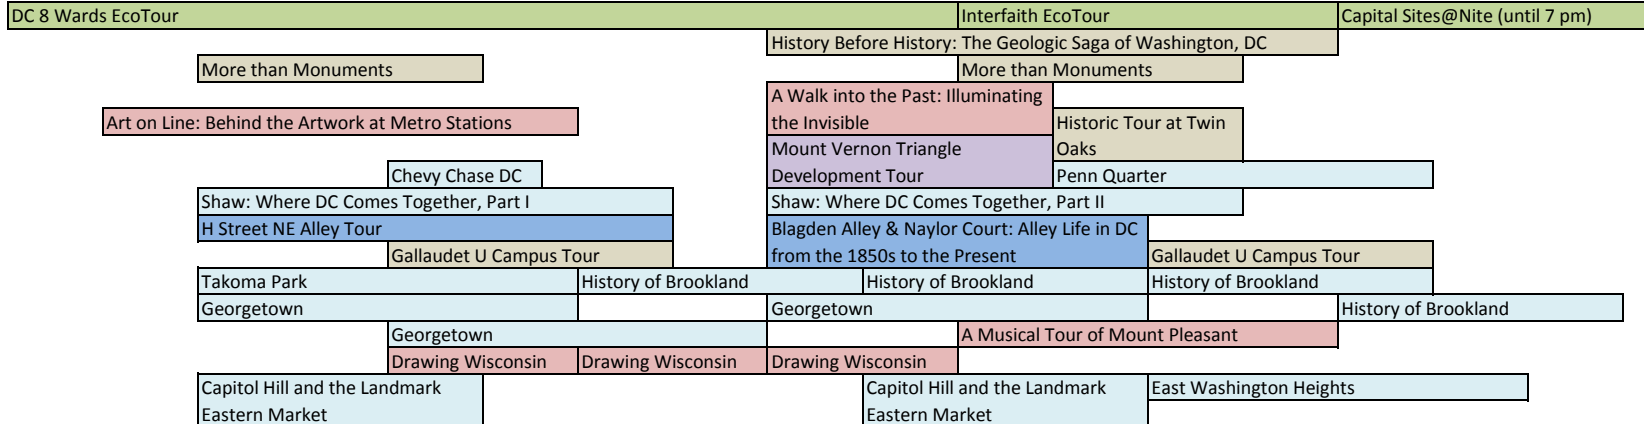 DC 8 Wards EcoTour Interfaith EcoTour Capital Sites@Nite (until 7 pm)
History Before History: The Geologic Saga of Washington, DC
More than Monuments More than Monuments
A Walk into the Past: Illuminating
Art on Line: Behind the Artwork at Metro Stations the Invisible Historic Tour at Twin
Mount Vernon Triangle Oaks
Chevy Chase DC Development Tour Penn Quarter
Shaw: Where DC Comes Together, Part I Shaw: Where DC Comes Together, Part II
H Street NE Alley Tour Blagden Alley & Naylor Court: Alley Life in DC
Gallaudet U Campus Tour from the 1850s to the Present Gallaudet U Campus Tour
Takoma Park History of Brookland History of Brookland History of Brookland
Georgetown Georgetown History of Brookland
Georgetown A Musical Tour of Mount Pleasant
Drawing Wisconsin Drawing Wisconsin Drawing Wisconsin
Capitol Hill and the Landmark Capitol Hill and the Landmark East Washington Heights
Eastern Market Eastern Market